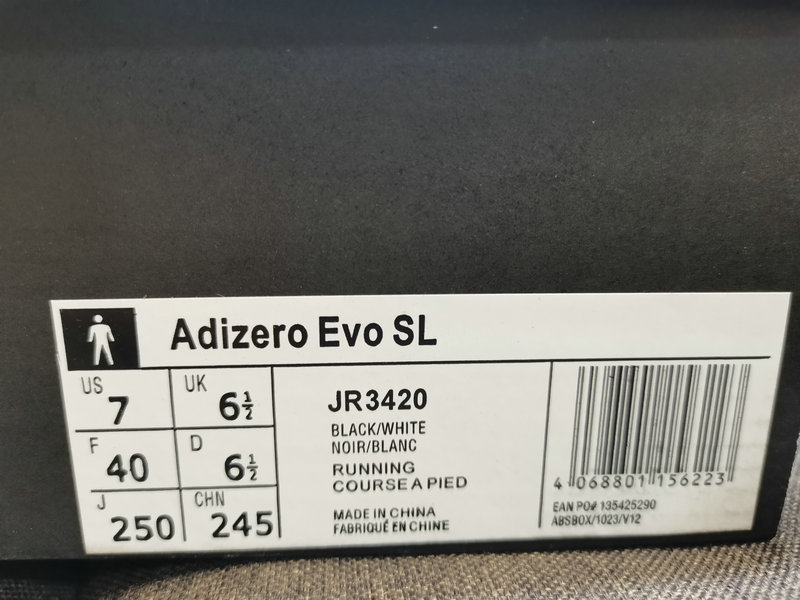 Adizero Evo SL
US 7 UK 6½
F 40 D 6½
J 250 CHN 245
JR3420
BLACK/WHITE
NOIR/BLANC
RUNNING
COURSE A PIED
MADE IN CHINA
FABRIQUÉ EN CHINE
4 068801 156223
EAN PO# 135425290
ABSBOX/1023/V12